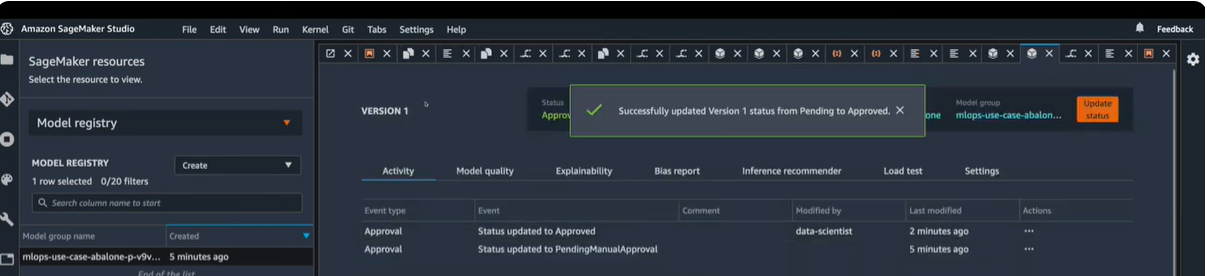 Amazon SageMaker Studio File Edit View Run Kernel Git Tabs Settings Help Feedback
SageMaker resources
Select the resource to view.
Model registry
MODEL REGISTRY Create
1 row selected 0/20 filters
Search column name to start
Model group name Created
mlops-use-case-abalone-p-v9v... 5 minutes ago
End of the list
VERSION 1
Status
Approv
Successfully updated Version 1 status from Pending to Approved.
one
Model group
mlops-use-case-abalon...
Update
status
Activity Model quality Explainability Bias report Inference recommender Load test Settings
Event type Event Comment Modified by Last modified Actions
Approval Status updated to Approved data-scientist 2 minutes ago ...
Approval Status updated to PendingManualApproval 5 minutes ago ...